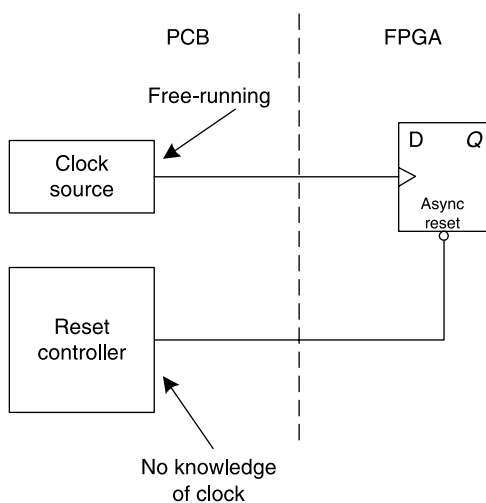 PCB
FPGA
Free-running
Clock
source
D Q
Async
reset
Reset
controller
No knowledge
of clock